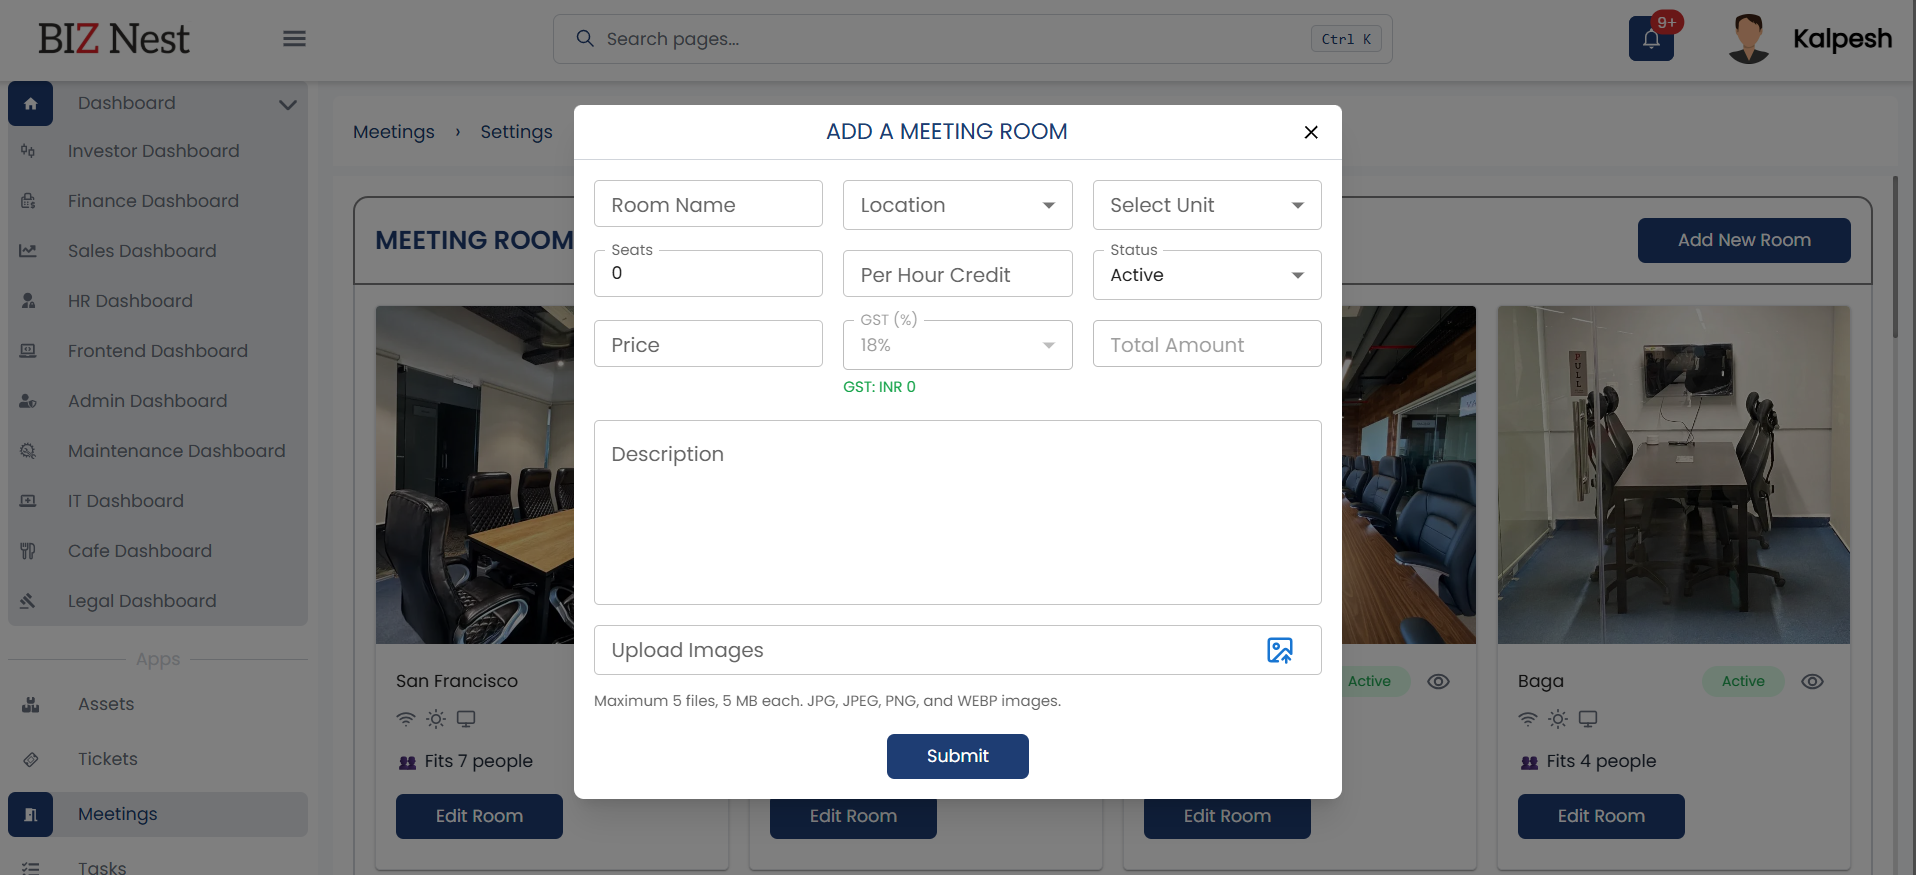 BIZ Nest
Search pages...
Ctrl K
9+
Kalpesh
Dashboard
Investor Dashboard
Finance Dashboard
Sales Dashboard
HR Dashboard
Frontend Dashboard
Admin Dashboard
Maintenance Dashboard
IT Dashboard
Cafe Dashboard
Legal Dashboard
Apps
Assets
Tickets
Meetings
Tasks
Meetings › Settings
MEETING ROOM
Add New Room
ADD A MEETING ROOM
Room Name
Location
Select Unit
Seats
0
Per Hour Credit
Status
Active
Price
GST (%)
18%
Total Amount
GST: INR 0
Description
Upload Images
Maximum 5 files, 5 MB each. JPG, JPEG, PNG, and WEBP images.
Submit
PULL
San Francisco
Fits 7 people
Edit Room
Edit Room
Active
Edit Room
Baga
Active
Fits 4 people
Edit Room